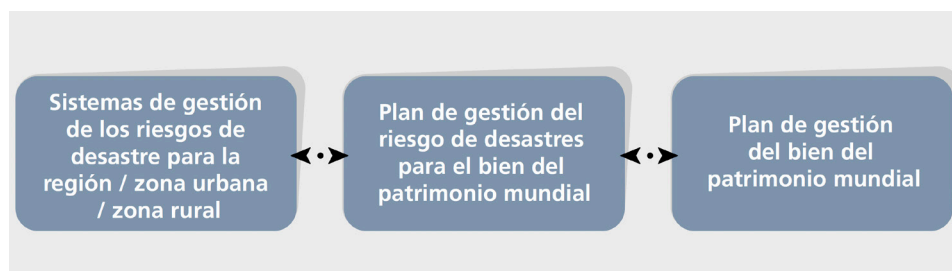 Sistemas de gestión
de los riesgos de
desastre para la
región / zona urbana
/ zona rural
Plan de gestión del
riesgo de desastres
para el bien del
patrimonio mundial
Plan de gestión
del bien del
patrimonio mundial